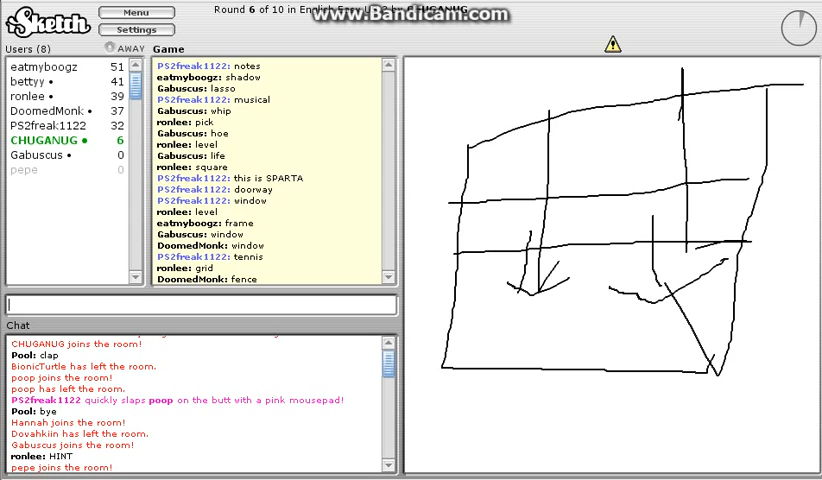 www.Bandicam.com
iSketch
Menu
Settings
Round 6 of 10 in English Easy
Users (8)
AWAY
Game
eatmyboogz 51
bettyy • 41
ronlee • 39
DoomedMonk • 37
PS2freak1122 32
CHUGANUG • 6
Gabuscus • 0
pepe 0
PS2freak1122: notes
eatmyboogz: shadow
Gabuscus: lasso
PS2freak1122: musical
Gabuscus: whip
ronlee: pick
Gabuscus: hoe
ronlee: level
Gabuscus: life
ronlee: square
PS2freak1122: this is SPARTA
PS2freak1122: doorway
PS2freak1122: window
ronlee: level
eatmyboogz: frame
Gabuscus: window
DoomedMonk: window
PS2freak1122: tennis
ronlee: grid
DoomedMonk: fence
Chat
CHUGANUG joins the room!
Pool: clap
BionicTurtle has left the room.
poop joins the room!
poop has left the room.
PS2freak1122 quickly slaps poop on the butt with a pink mousepad!
Pool: bye
Hannah joins the room!
Dovahkiin has left the room.
Gabuscus joins the room!
ronlee: HINT
pepe joins the room!